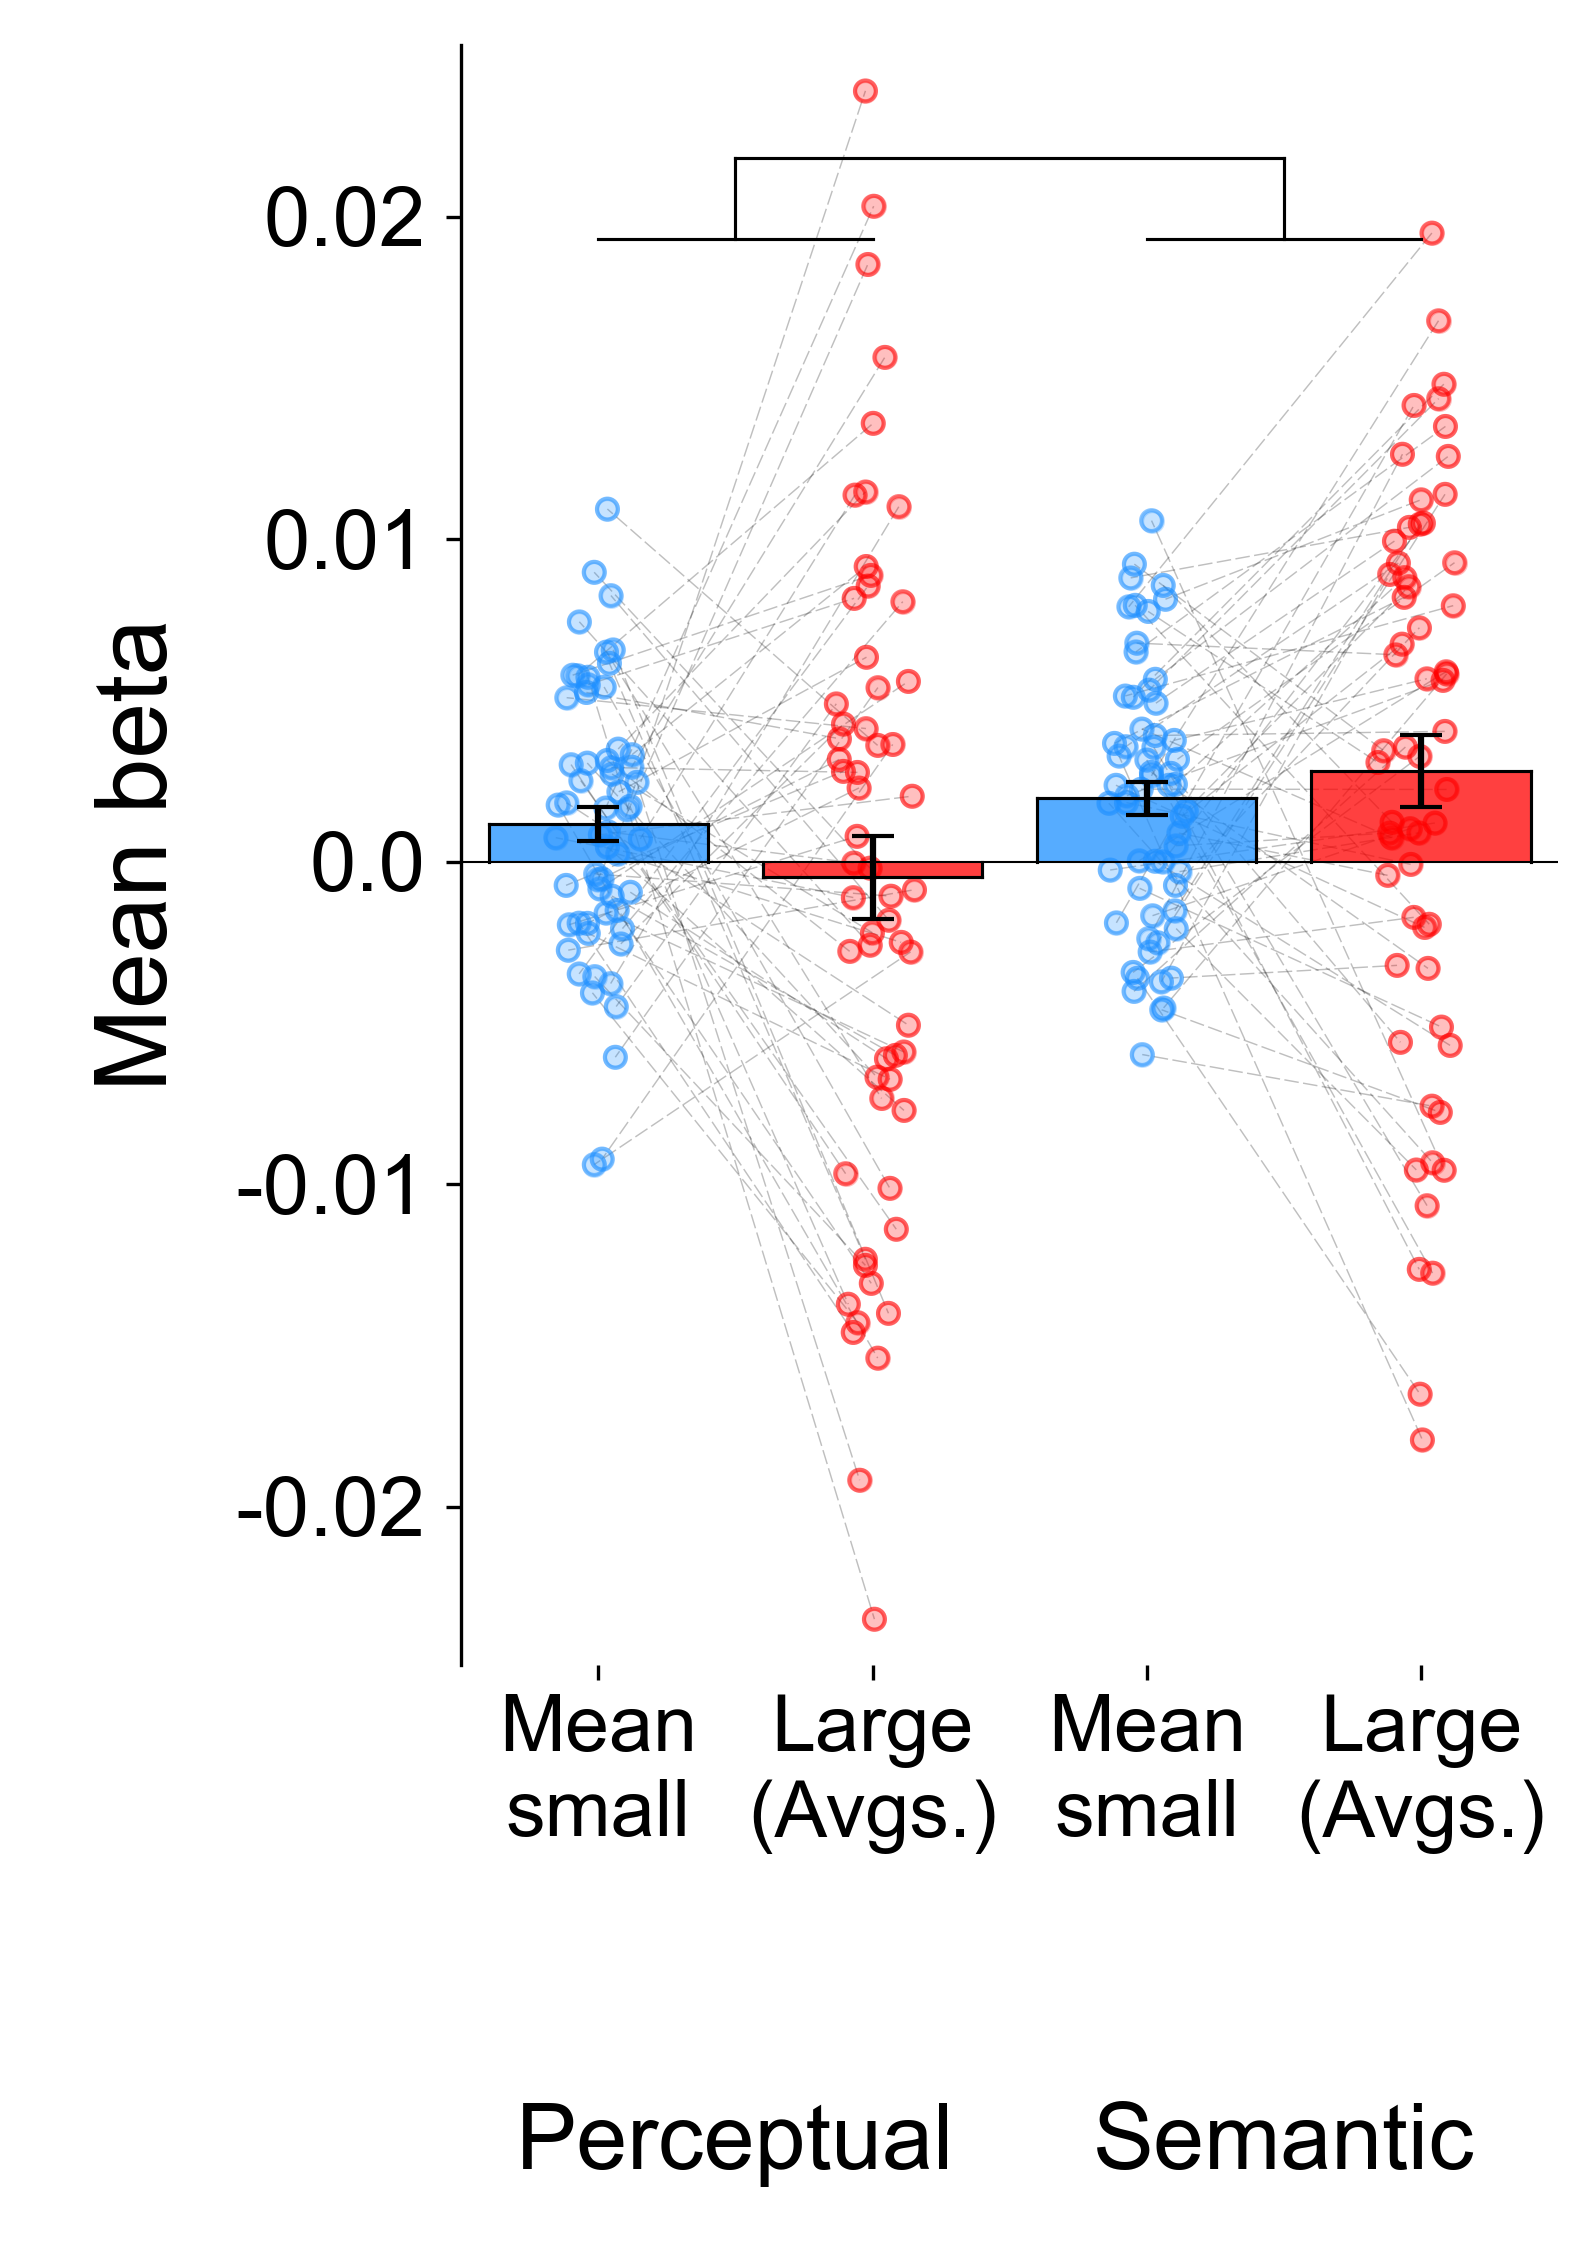 Mean beta
0.02
0.01
0.0
-0.01
-0.02
Mean small
Large (Avgs.)
Mean small
Large (Avgs.)
Perceptual
Semantic